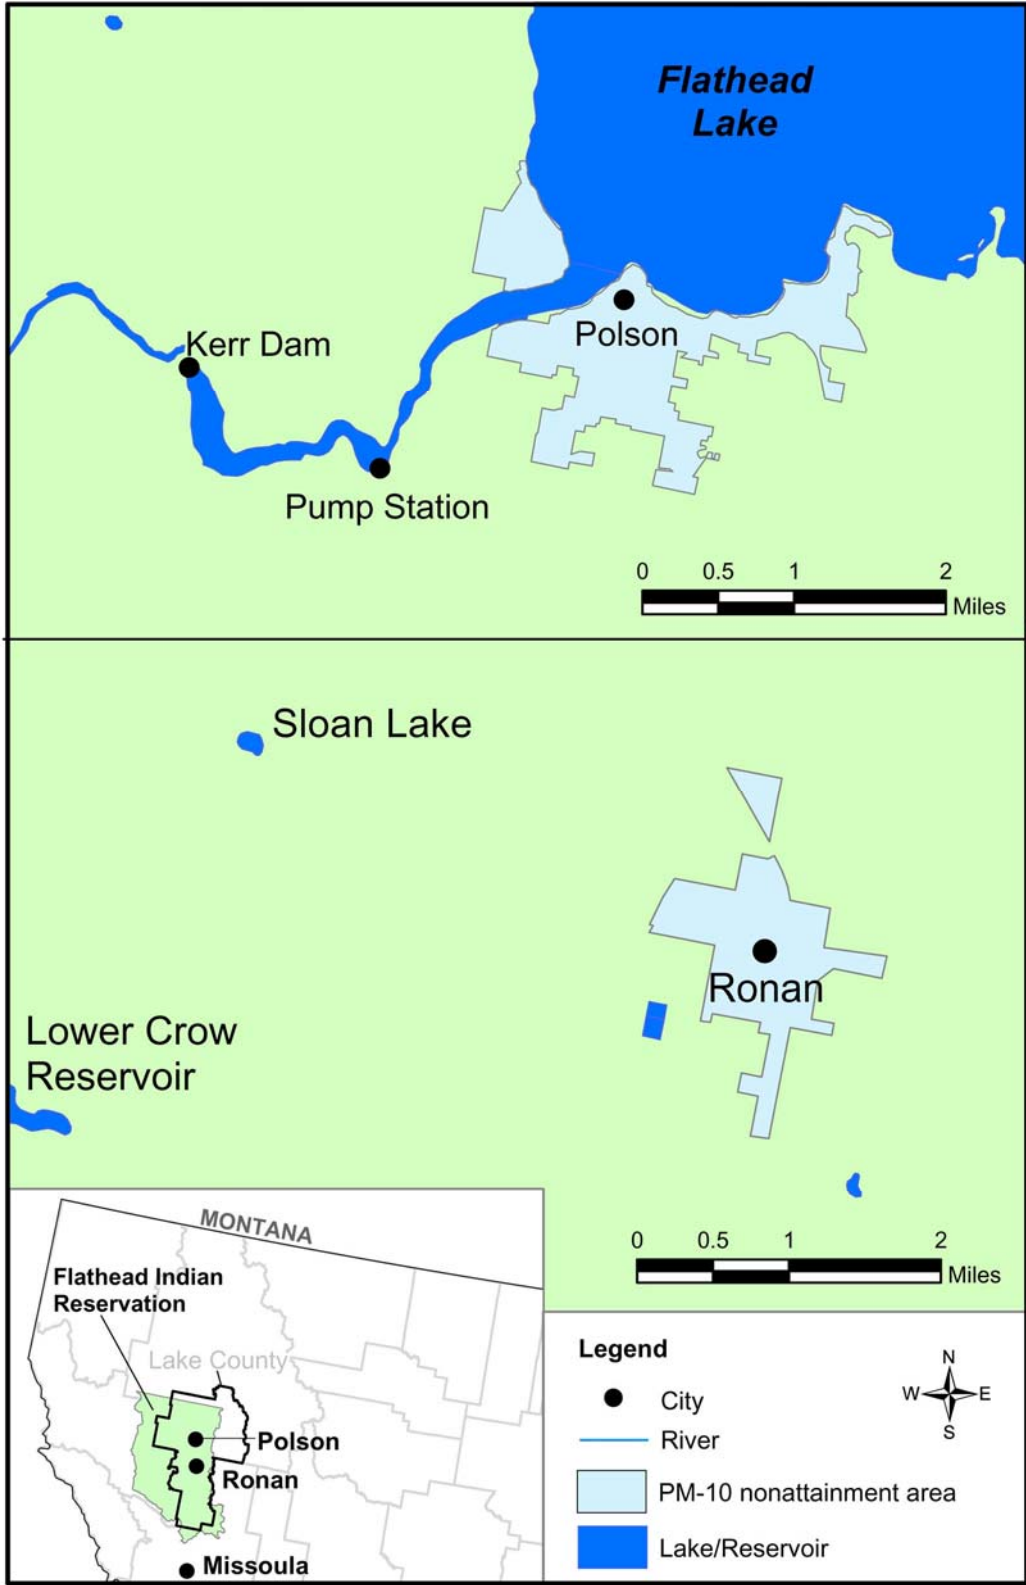 Flathead
Lake
Kerr Dam
Polson
Pump Station
0 0.5 1 2
Miles
Sloan Lake
Ronan
Lower Crow
Reservoir
0 0.5 1 2
Miles
MONTANA
Flathead Indian
Reservation
Lake County
Polson
Ronan
Missoula
Legend
City
River
PM-10 nonattainment area
Lake/Reservoir
N
W E
S